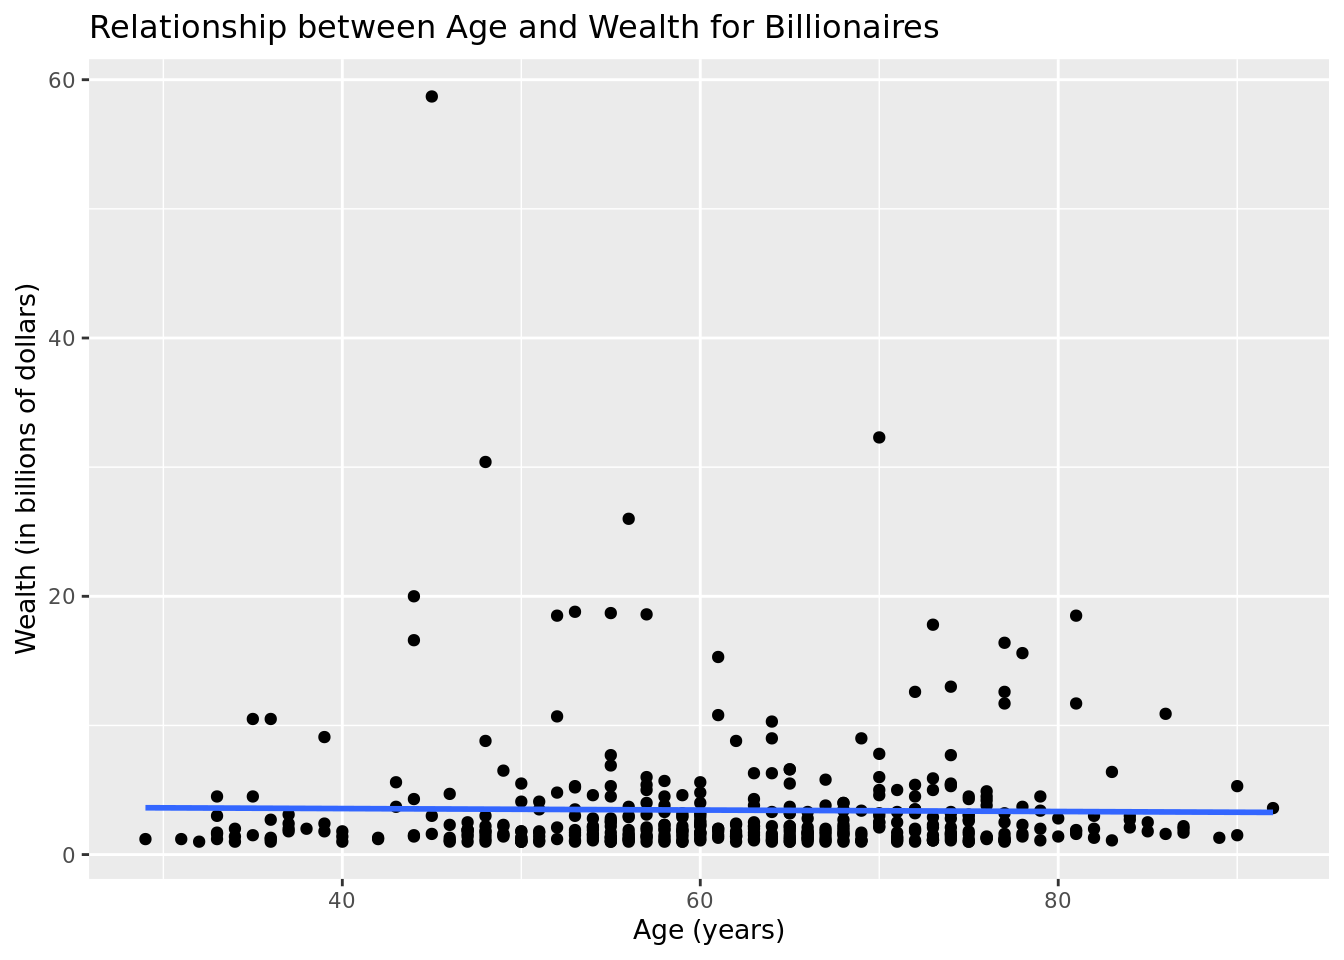 Relationship between Age and Wealth for Billionaires
60
40
20
0
Wealth (in billions of dollars)
40
60
80
Age (years)